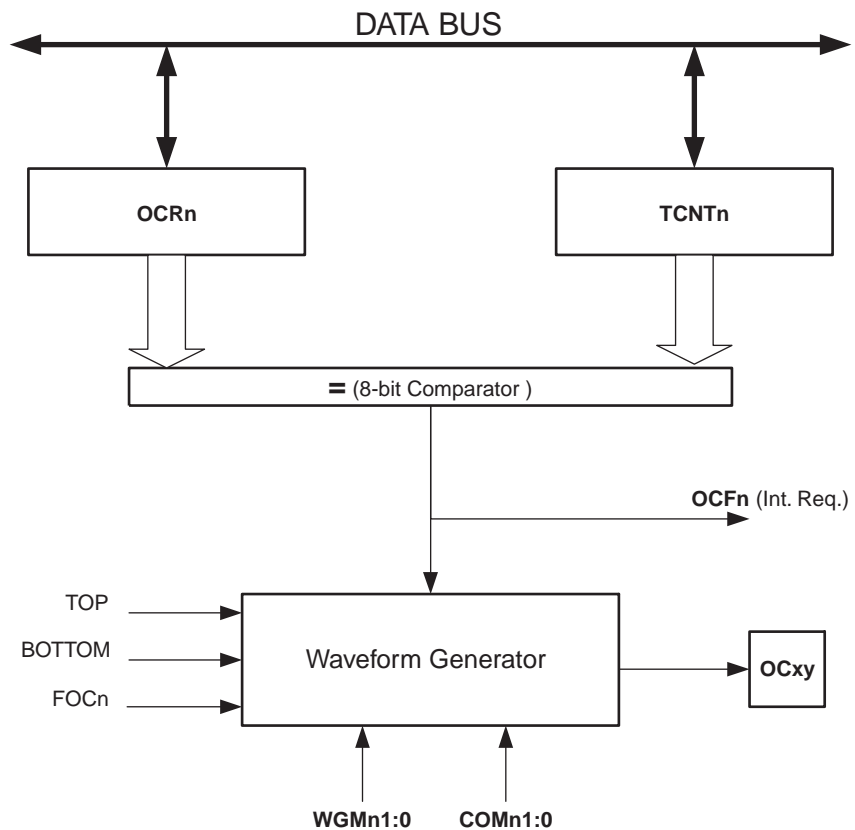 DATA BUS
OCRn
TCNTn
= (8-bit Comparator )
OCFn (Int. Req.)
TOP
BOTTOM
FOCn
Waveform Generator
OCxy
WGMn1:0
COMn1:0